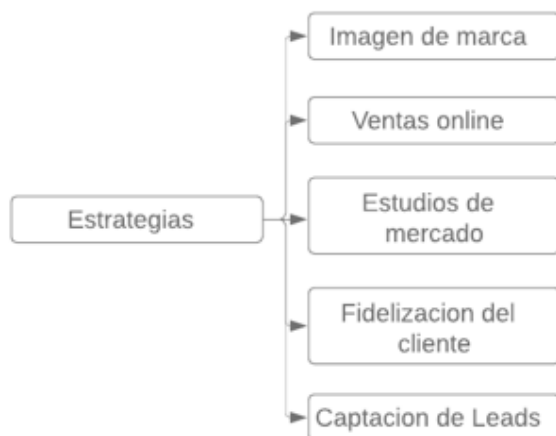 Imagen de marca
Ventas online
Estrategias
Estudios de
mercado
Fidelizacion del
cliente
Captacion de Leads